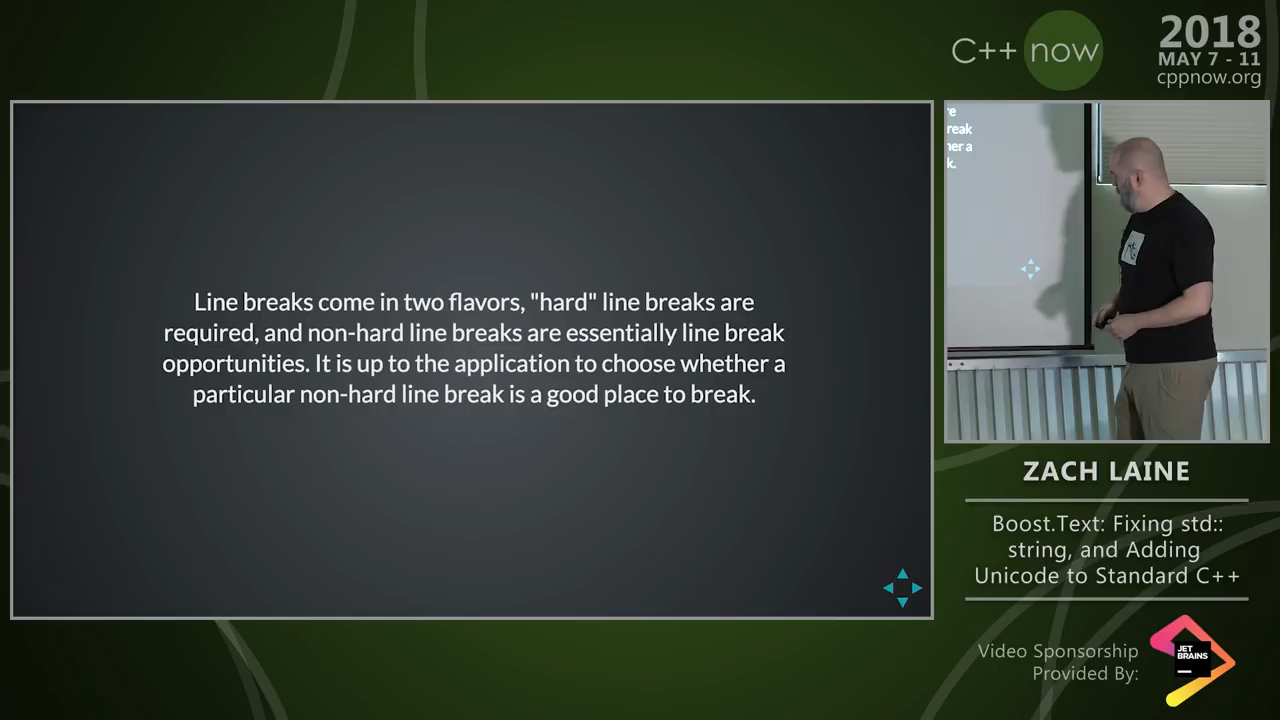 C++ now
2018
MAY 7 - 11
cppnow.org
Line breaks come in two flavors, "hard" line breaks are
required, and non-hard line breaks are essentially line break
opportunities. It is up to the application to choose whether a
particular non-hard line break is a good place to break.
reak
her a
k.
ZACH LAINE
Boost.Text: Fixing std::
string, and Adding
Unicode to Standard C++
Video Sponsorship
Provided By:
JET
BRAINS